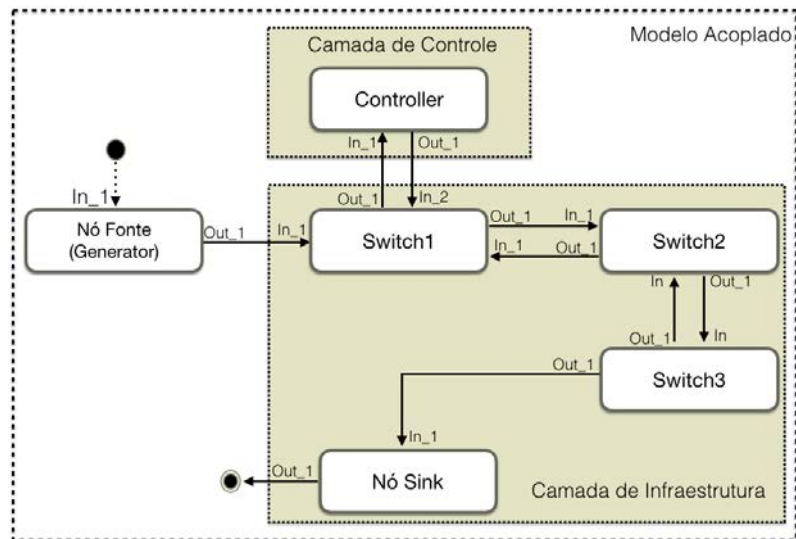 Modelo Acoplado
Camada de Controle
Controller
In_1
Out_1
In_1
Out_1
In_2
Nó Fonte
(Generator)
Out_1
In_1
Switch1
Out_1
In_1
In_1
Out_1
Switch2
In
Out_1
Out_1
In
Out_1
Switch3
In_1
Out_1
Nó Sink
Camada de Infraestrutura